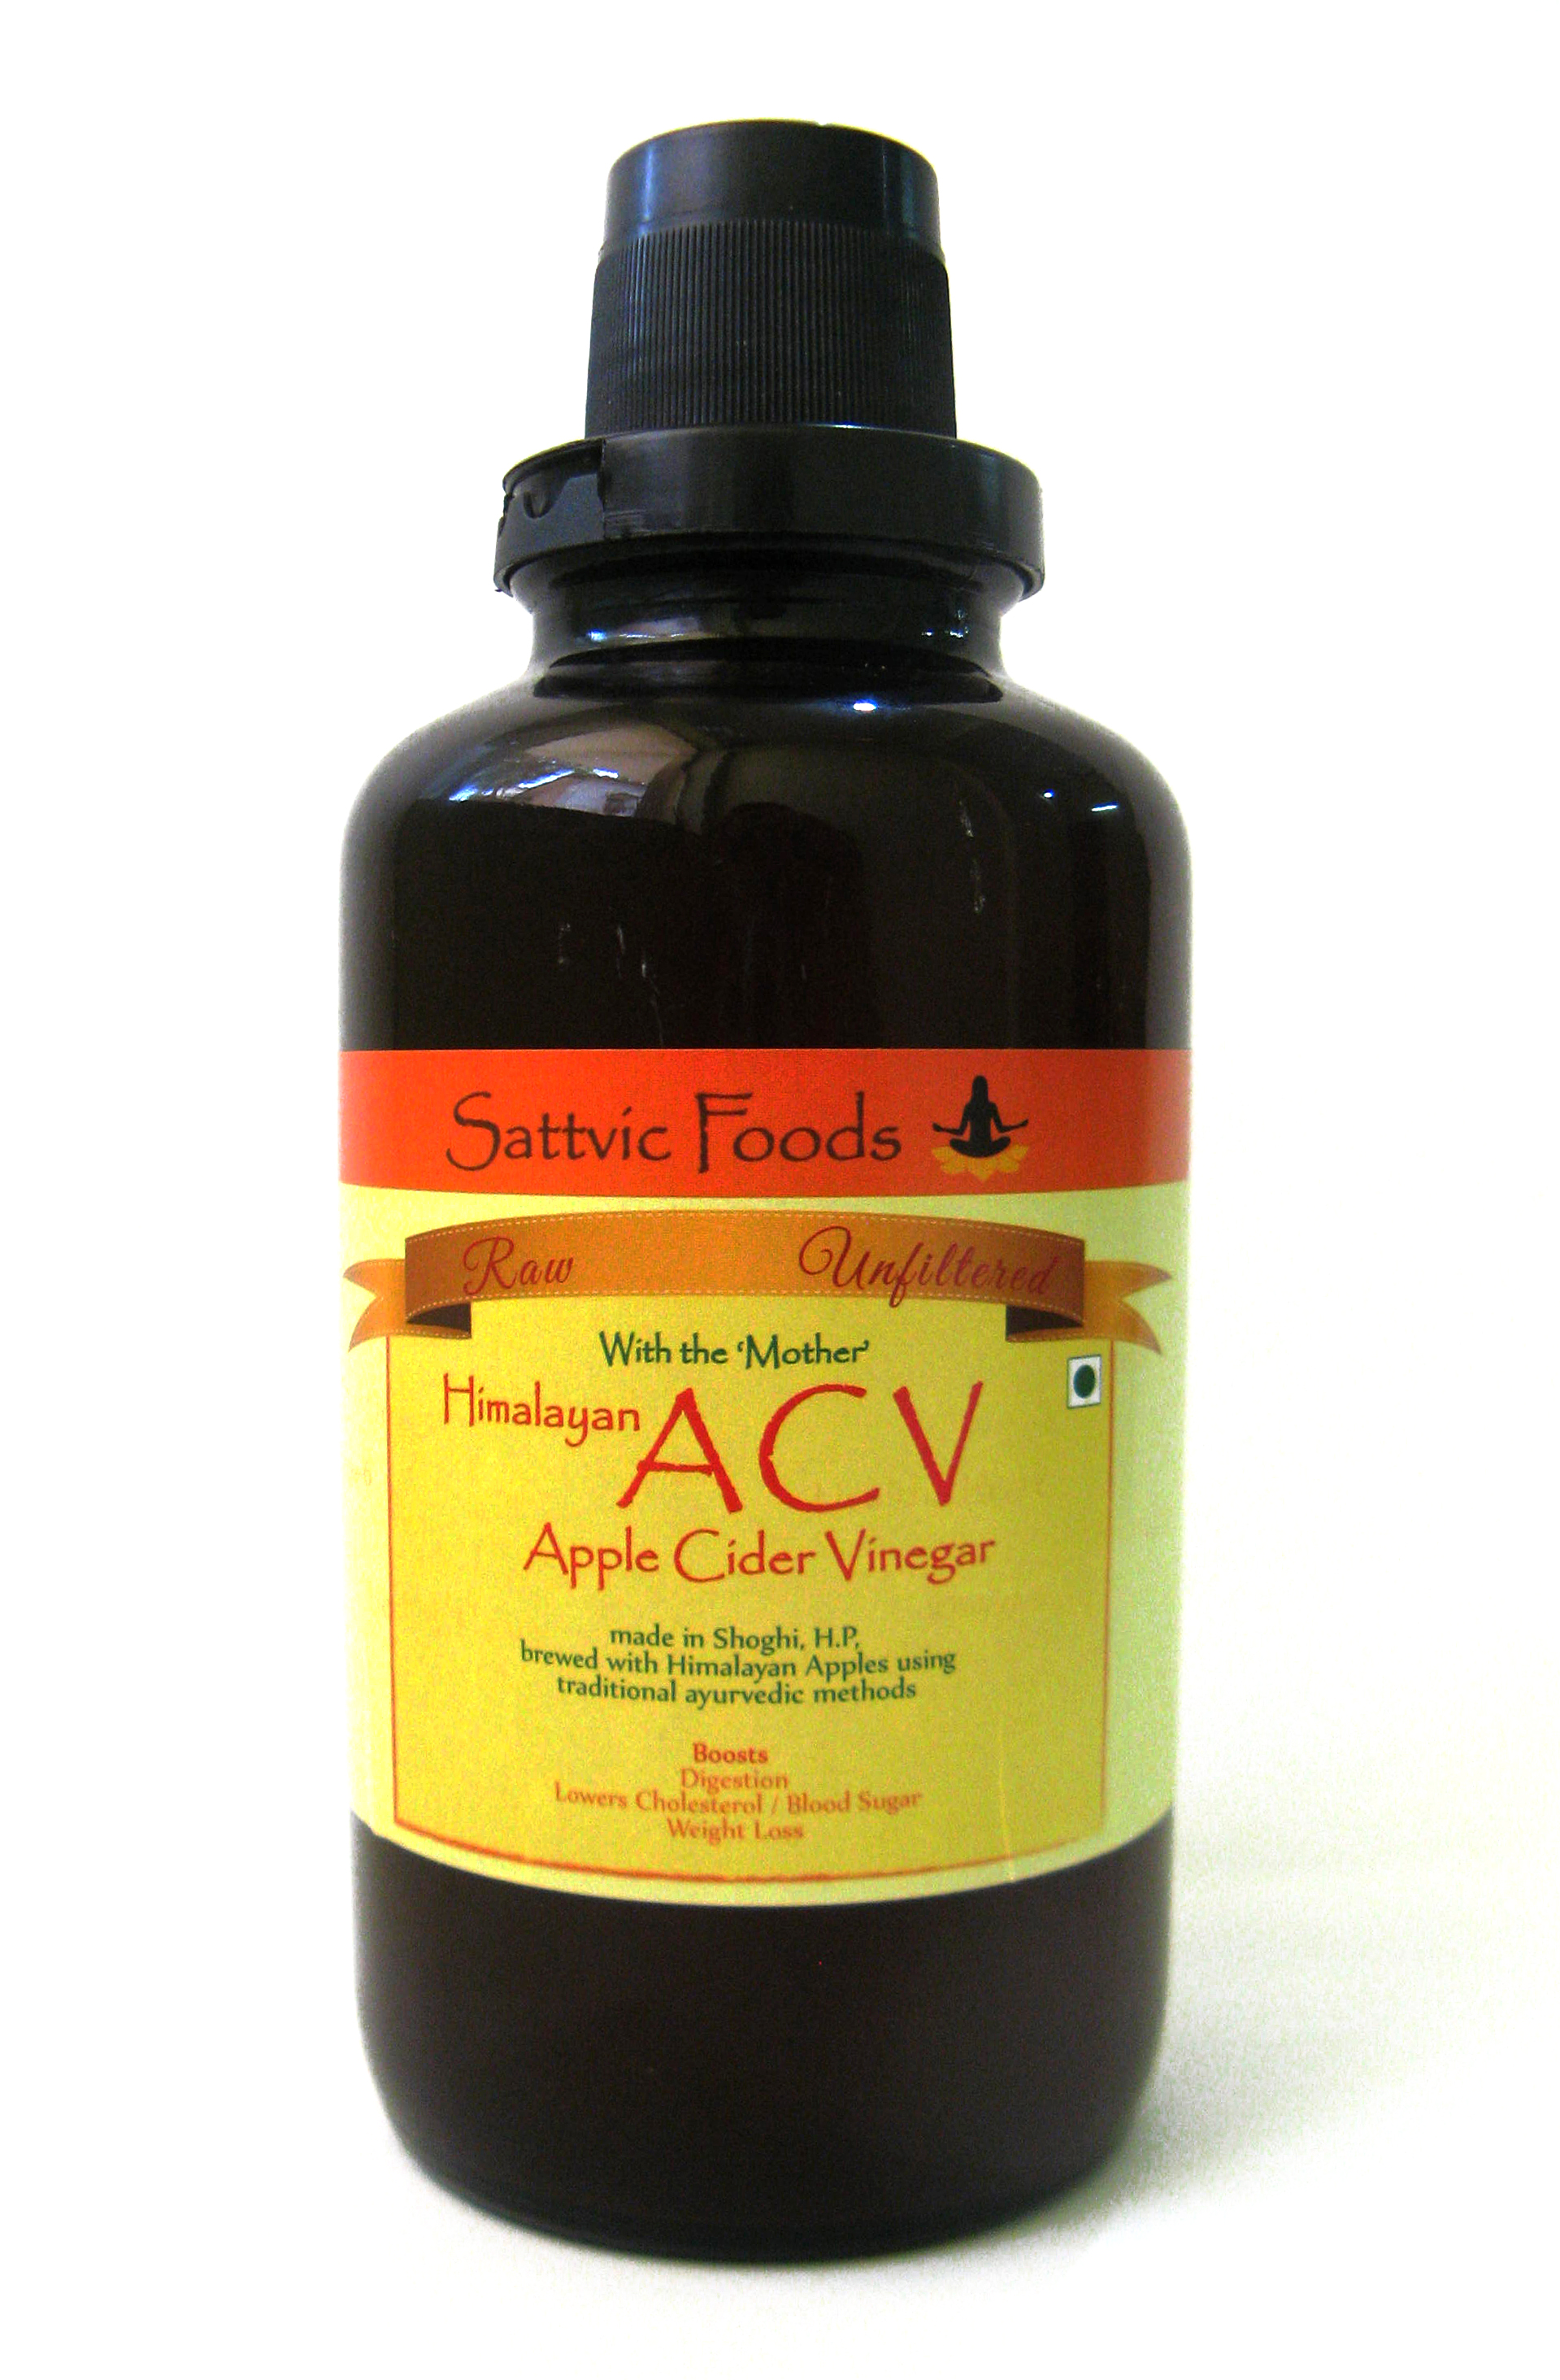 Sattvic Foods
Raw Unfiltered
With the ‘Mother’
Himalayan ACV
Apple Cider Vinegar
made in Shoghi, H.P,
brewed with Himalayan Apples using
traditional ayurvedic methods
Boosts
Digestion
Lowers Cholesterol / Blood Sugar
Weight Loss